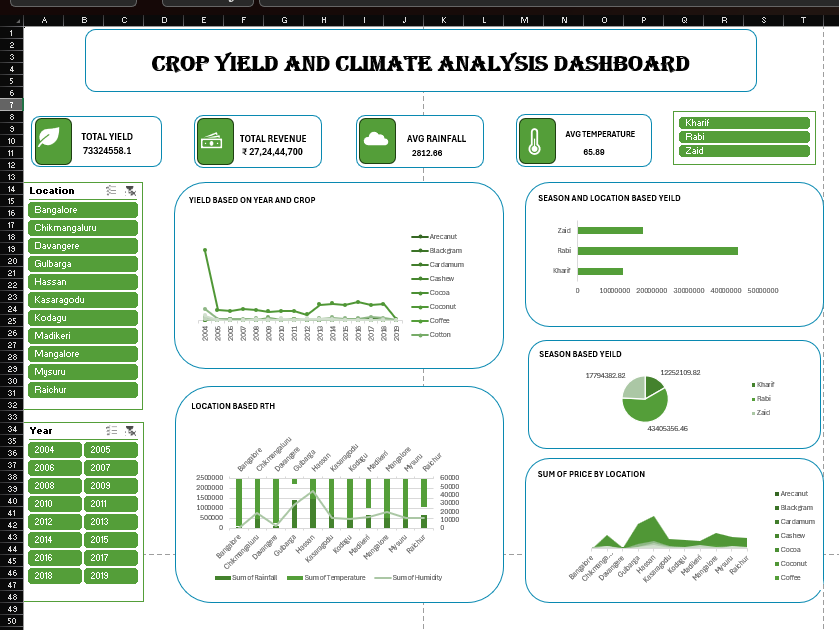 A B C D E F G H I J K L M N O P Q R S T
CROP YIELD AND CLIMATE ANALYSIS DASHBOARD
TOTAL YIELD
73324558.1
TOTAL REVENUE
₹ 27,24,44,700
AVG RAINFALL
2812.66
AVG TEMPERATURE
65.89
Kharif
Rabi
Zaid
Location
Bangalore
Chikmangaluru
Davangere
Gulbarga
Hassan
Kasaragodu
Kodagu
Madikeri
Mangalore
Mysuru
Raichur
Year
2004 2005
2006 2007
2008 2009
2010 2011
2012 2013
2014 2015
2016 2017
2018 2019
YIELD BASED ON YEAR AND CROP
Arecanut
Blackgram
Cardamum
Cashew
Cocoa
Coconut
Coffee
Cotton
2004 2005 2006 2007 2008 2009 2010 2011 2012 2013 2014 2015 2016 2017 2018 2019
SEASON AND LOCATION BASED YEILD
Zaid
Rabi
Kharif
0 10000000 20000000 30000000 40000000 50000000
SEASON BASED YEILD
17794382.82
12252109.82
43405356.46
Kharif
Rabi
Zaid
LOCATION BASED RTH
Bangalore Chikmangaluru Davangere Gulbarga Hassan Kasaragodu Kodagu Madikeri Mangalore Mysuru Raichur
2500000
2000000
1500000
1000000
500000
0
60000
50000
40000
30000
20000
10000
0
Bangalore Chikmangaluru Davangere Gulbarga Hassan Kasaragodu Kodagu Madikeri Mangalore Mysuru Raichur
Sum of Rainfall Sum of Temperature Sum of Humidity
SUM OF PRICE BY LOCATION
Arecanut
Blackgram
Cardamum
Cashew
Cocoa
Coconut
Coffee
Bangalore Chikmanga... Davangere Gulbarga Hassan Kasaragodu Kodagu Madikeri Mangalore Mysuru Raichur
1
2
3
4
5
6
7
8
9
10
11
12
13
14
15
16
17
18
19
20
21
22
23
24
25
26
27
28
29
30
31
32
33
34
35
36
37
38
39
40
41
42
43
44
45
46
47
48
49
50